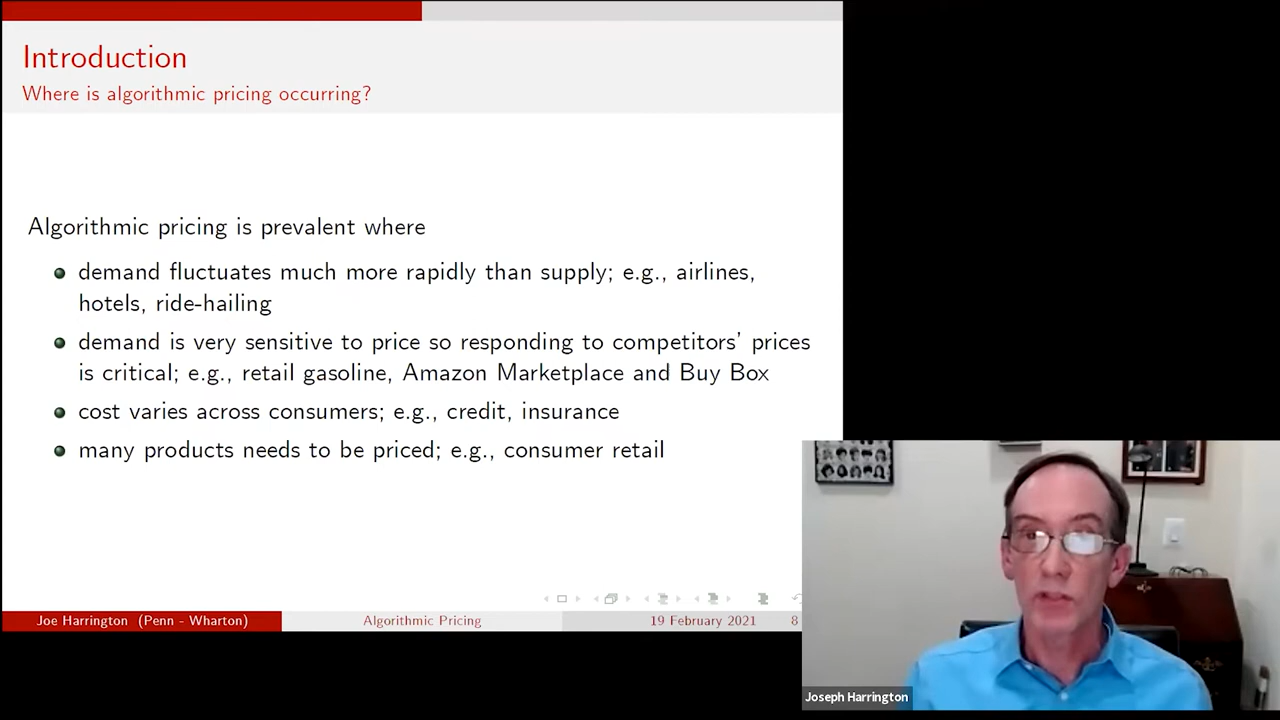 Introduction
Where is algorithmic pricing occurring?
Algorithmic pricing is prevalent where
demand fluctuates much more rapidly than supply; e.g., airlines,
hotels, ride-hailing
demand is very sensitive to price so responding to competitors' prices
is critical; e.g., retail gasoline, Amazon Marketplace and Buy Box
cost varies across consumers; e.g., credit, insurance
many products needs to be priced; e.g., consumer retail
Joe Harrington (Penn - Wharton)
Algorithmic Pricing
19 February 2021
8
Joseph Harrington